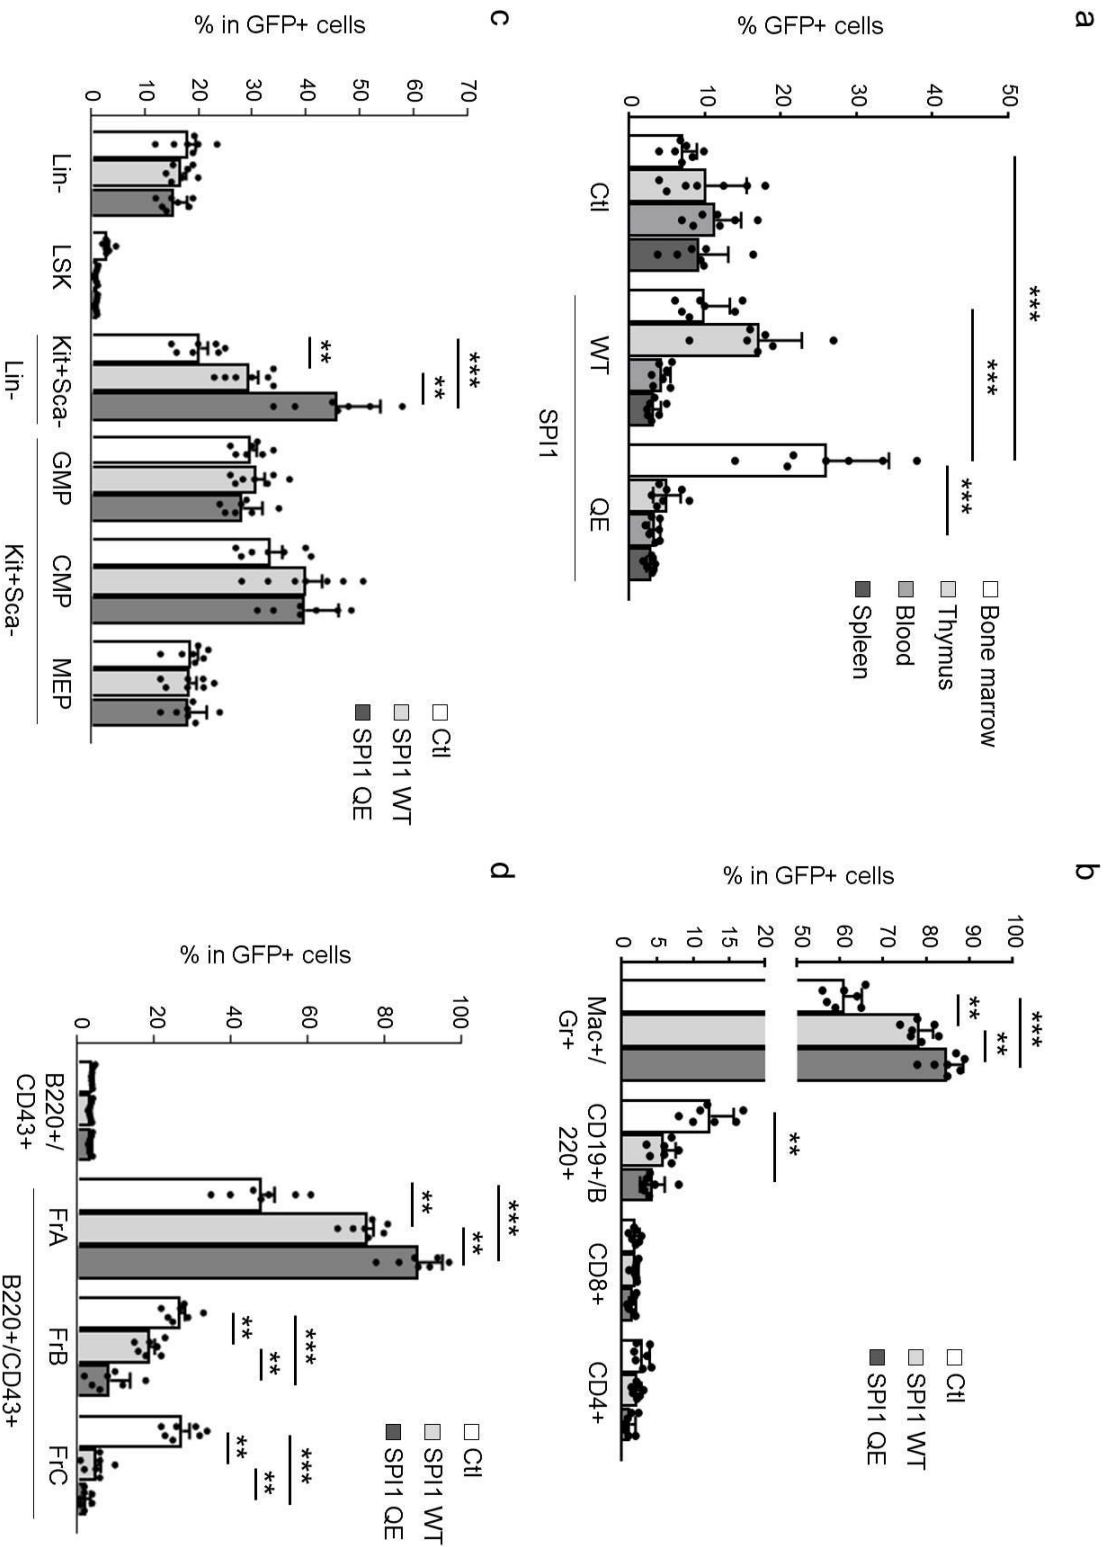 a
% GFP+ cells
50
40
30
20
10
0
***
***
***
Bone marrow
Thymus
Blood
Spleen
Ctl
WT
QE
SPI1
b
% in GFP+ cells
100
90
80
70
60
50
20
15
10
5
0
***
**
**
**
Ctl
SPI1 WT
SPI1 QE
Mac+/
Gr+
CD19+/B
220+
CD8+
CD4+
c
% in GFP+ cells
70
60
50
40
30
20
10
0
***
**
**
Ctl
SPI1 WT
SPI1 QE
Lin-
LSK
Kit+Sca-
GMP
CMP
MEP
Lin-
Kit+Sca-
d
% in GFP+ cells
100
80
60
40
20
0
***
**
**
***
**
**
***
**
**
Ctl
SPI1 WT
SPI1 QE
B220+/
CD43+
FrA
FrB
FrC
B220+/CD43+